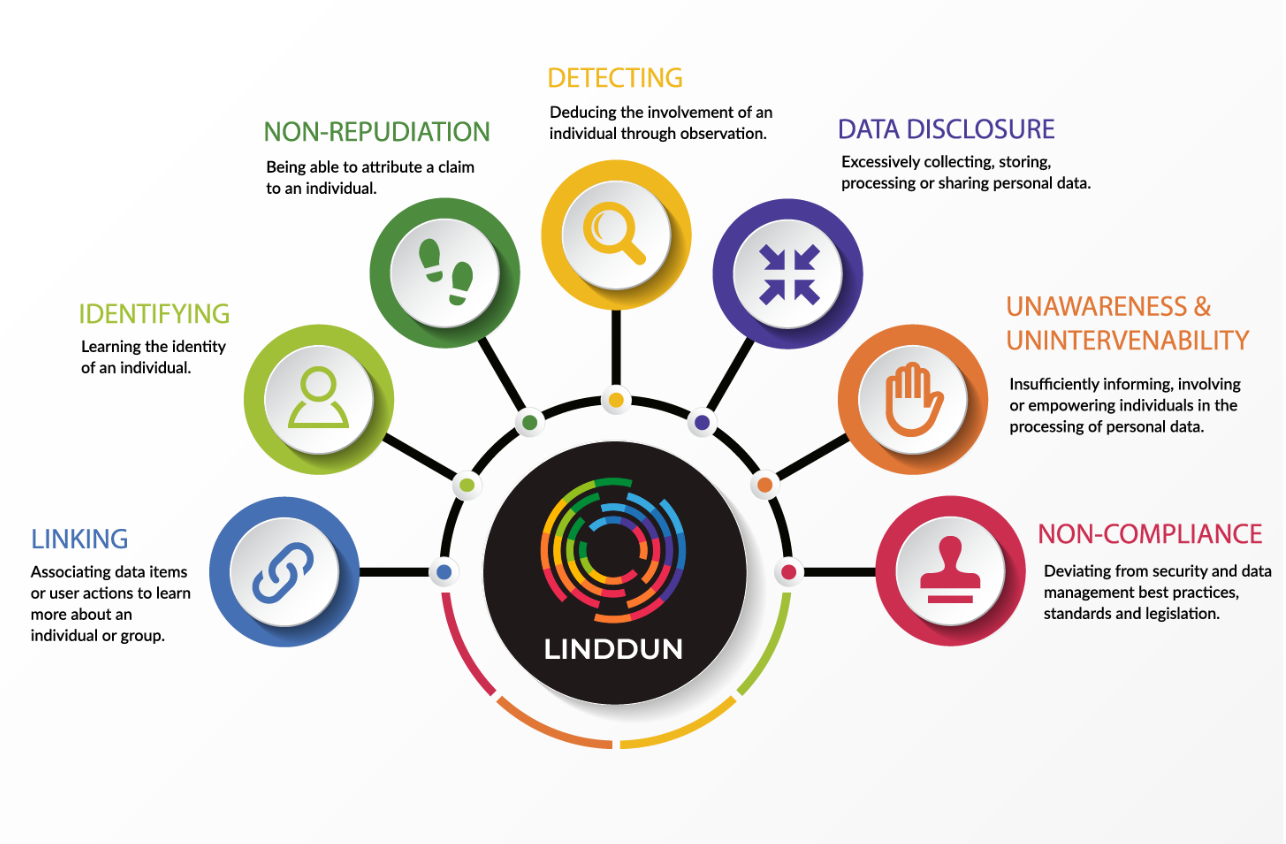 DETECTING
Deducing the involvement of an
individual through observation.
NON-REPUDIATION
Being able to attribute a claim
to an individual.
DATA DISCLOSURE
Excessively collecting, storing,
processing or sharing personal data.
IDENTIFYING
Learning the identity
of an individual.
UNAWARENESS &
UNINTERVENABILITY
Insufficiently informing, involving
or empowering individuals in the
processing of personal data.
LINKING
Associating data items
or user actions to learn
more about an
individual or group.
NON-COMPLIANCE
Deviating from security and data
management best practices,
standards and legislation.
LINDDUN